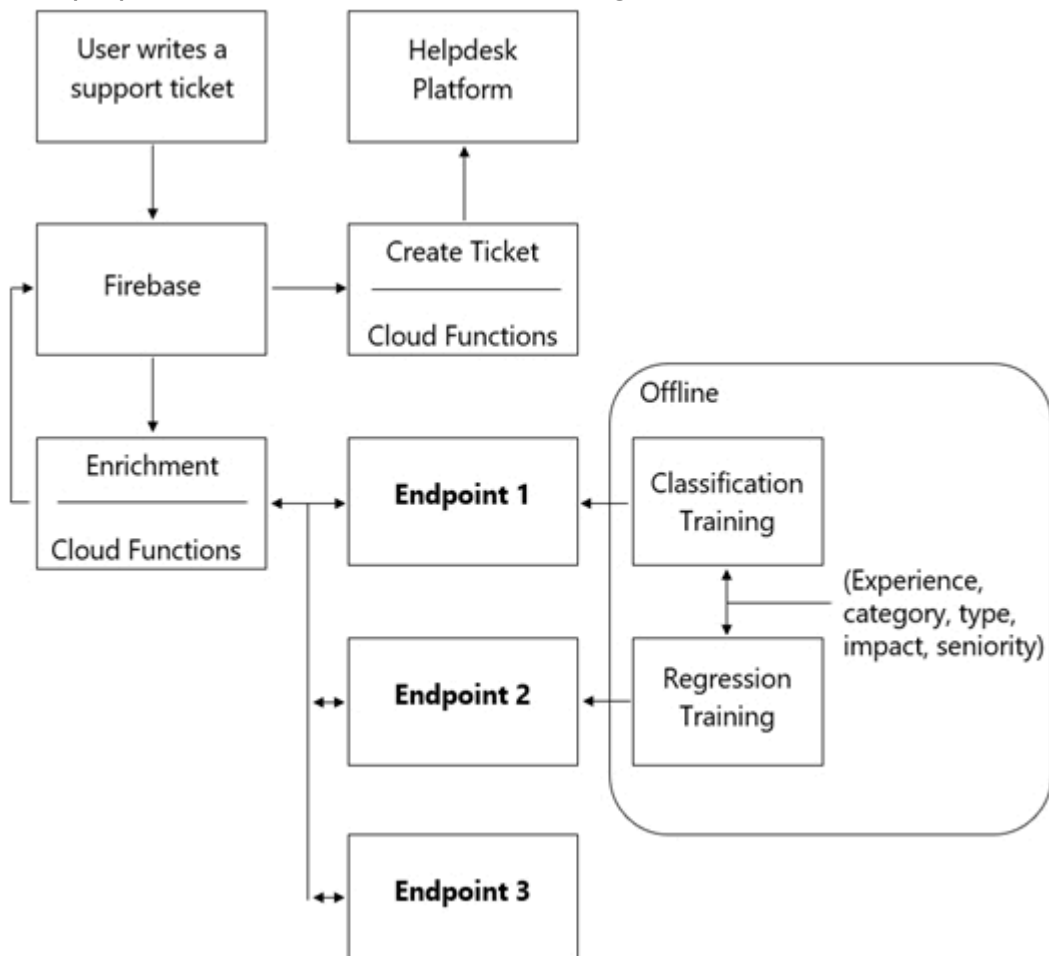 User writes a
support ticket
Helpdesk
Platform
Firebase
Create Ticket
Cloud Functions
Offline
Enrichment
Cloud Functions
Endpoint 1
Classification
Training
(Experience,
category, type,
impact, seniority)
Endpoint 2
Regression
Training
Endpoint 3